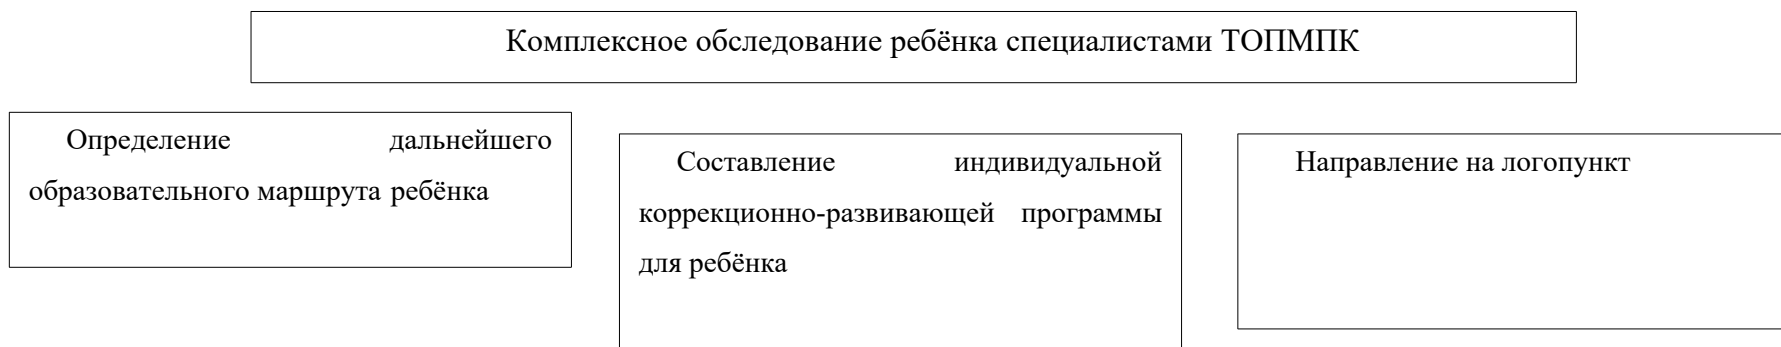 Комплексное обследование ребёнка специалистами ТОПМПК
Определение дальнейшего
образовательного маршрута ребёнка
Составление индивидуальной
коррекционно-развивающей программы
для ребёнка
Направление на логопункт